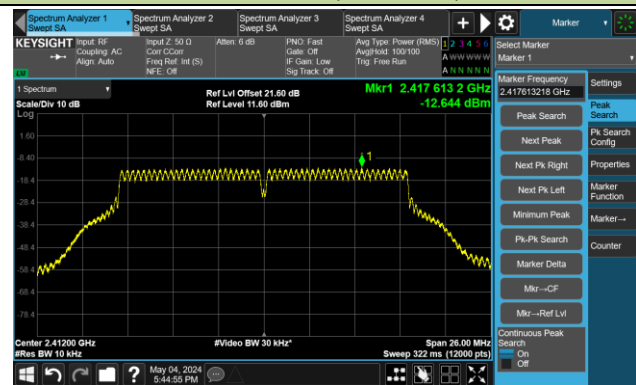 Spectrum Analyzer 1
Swept SA
Spectrum Analyzer 2
Swept SA
Spectrum Analyzer 3
Swept SA
Spectrum Analyzer 4
Swept SA
Marker
KEYSIGHT
Input: RF
Coupling: AC
Align: Auto
Input Z: 50 Ω
Corr CCorr
Freq Ref: Int (S)
NFE: Off
Atten: 6 dB
PNO: Fast
Gate: Off
IF Gain: Low
Sig Track: Off
Avg Type: Power (RMS)
Avg|Hold: 100/100
Trig: Free Run
1 2 3 4 5 6
A W W W W W
A N N N N N
Select Marker
Marker 1
LXI
1 Spectrum
Scale/Div 10 dB
Log
Ref Lvl Offset 21.60 dB
Ref Level 11.60 dBm
Mkr1 2.417 613 2 GHz
-12.644 dBm
1
1.60
-8.40
-18.4
-28.4
-38.4
-48.4
-58.4
-68.4
-78.4
Center 2.41200 GHz
#Res BW 10 kHz
#Video BW 30 kHz*
Span 26.00 MHz
Sweep 322 ms (12000 pts)
Marker Frequency
2.417613218 GHz
Peak Search
Next Peak
Next Pk Right
Next Pk Left
Minimum Peak
Pk-Pk Search
Marker Delta
Mkr→CF
Mkr→Ref Lvl
Continuous Peak
Search
On
Off
Settings
Peak
Search
Pk Search
Config
Properties
Marker
Function
Marker→
Counter
May 04, 2024
5:44:55 PM